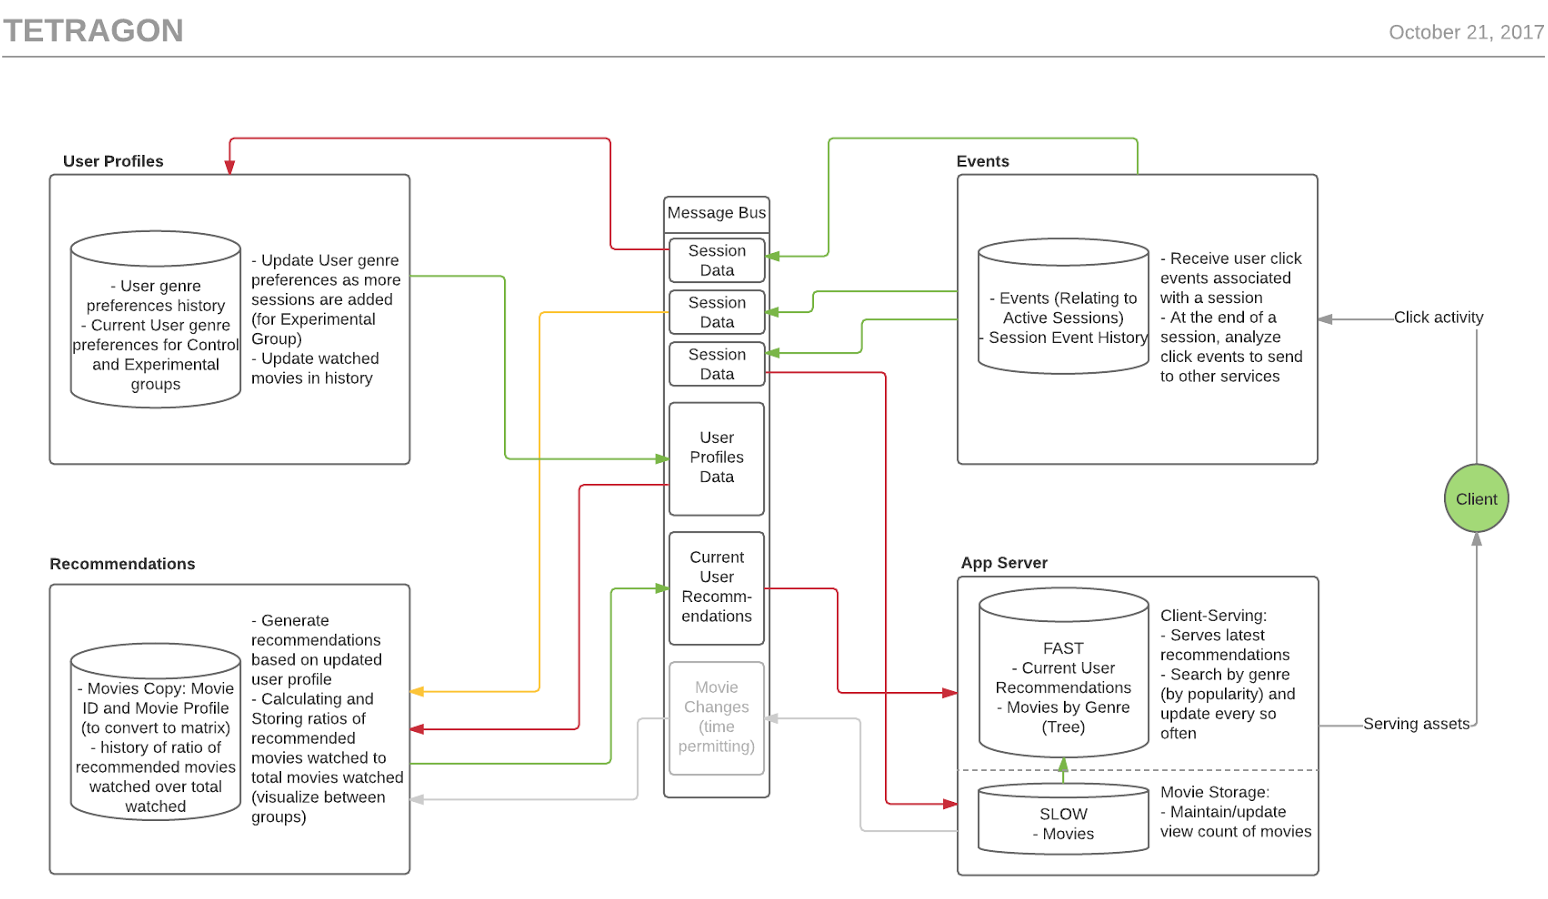 TETRAGON
October 21, 2017
User Profiles
- User genre
preferences history
- Current User genre
preferences for Control
and Experimental
groups
- Update User genre
preferences as more
sessions are added
(for Experimental
Group)
- Update watched
movies in history
Message Bus
Session
Data
Session
Data
Session
Data
User
Profiles
Data
Current
User
Recomm-
endations
Movie
Changes
(time
permitting)
Events
- Events (Relating to
Active Sessions)
- Session Event History
- Receive user click
events associated
with a session
- At the end of a
session, analyze
click events to send
to other services
Click activity
Client
Serving assets
Recommendations
- Movies Copy: Movie
ID and Movie Profile
(to convert to matrix)
- history of ratio of
recommended movies
watched over total
watched
- Generate
recommendations
based on updated
user profile
- Calculating and
Storing ratios of
recommended
movies watched to
total movies watched
(visualize between
groups)
App Server
FAST
- Current User
Recommendations
- Movies by Genre
(Tree)
Client-Serving:
- Serves latest
recommendations
- Search by genre
(by popularity) and
update every so
often
SLOW
- Movies
Movie Storage:
- Maintain/update
view count of movies